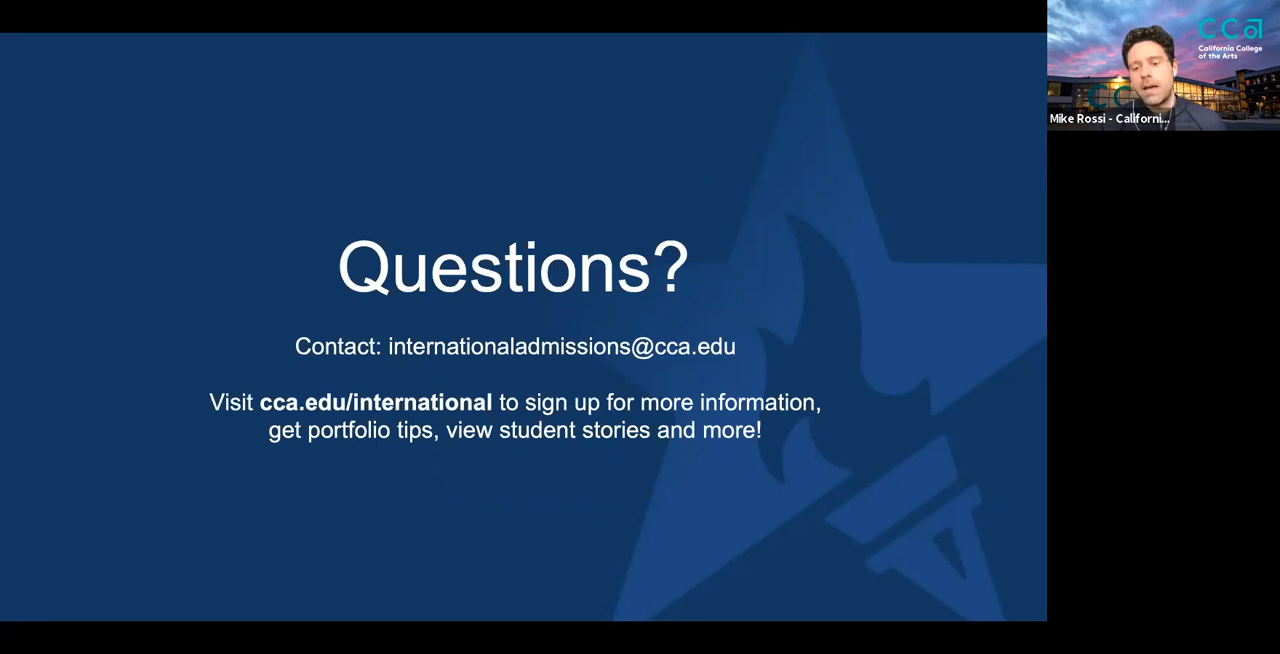 Questions?
Contact: internationaladmissions@cca.edu
Visit cca.edu/international to sign up for more information,
get portfolio tips, view student stories and more!
CCA
California College
of the Arts
CC
Mike Rossi - Californi...